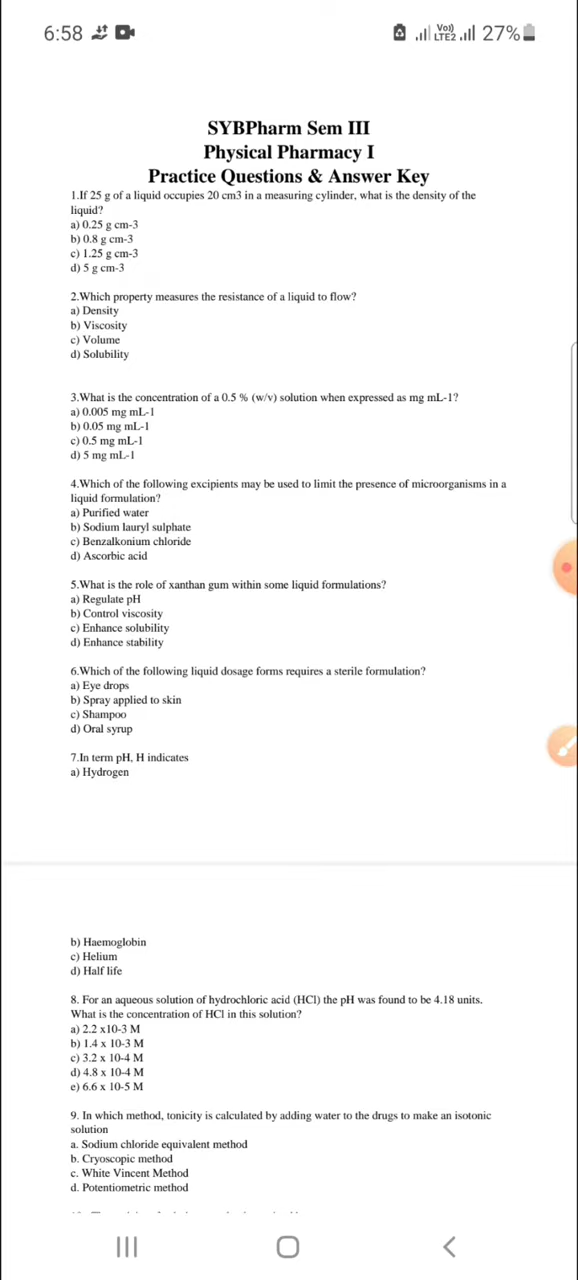 6:58
Vo)) LTE2 27%
SYBPharm Sem III
Physical Pharmacy I
Practice Questions & Answer Key
1.If 25 g of a liquid occupies 20 cm3 in a measuring cylinder, what is the density of the
liquid?
a) 0.25 g cm-3
b) 0.8 g cm-3
c) 1.25 g cm-3
d) 5 g cm-3
2.Which property measures the resistance of a liquid to flow?
a) Density
b) Viscosity
c) Volume
d) Solubility
3.What is the concentration of a 0.5 % (w/v) solution when expressed as mg mL-1?
a) 0.005 mg mL-1
b) 0.05 mg mL-1
c) 0.5 mg mL-1
d) 5 mg mL-1
4.Which of the following excipients may be used to limit the presence of microorganisms in a
liquid formulation?
a) Purified water
b) Sodium lauryl sulphate
c) Benzalkonium chloride
d) Ascorbic acid
5.What is the role of xanthan gum within some liquid formulations?
a) Regulate pH
b) Control viscosity
c) Enhance solubility
d) Enhance stability
6.Which of the following liquid dosage forms requires a sterile formulation?
a) Eye drops
b) Spray applied to skin
c) Shampoo
d) Oral syrup
7.In term pH, H indicates
a) Hydrogen
b) Haemoglobin
c) Helium
d) Half life
8. For an aqueous solution of hydrochloric acid (HCl) the pH was found to be 4.18 units.
What is the concentration of HCl in this solution?
a) 2.2 x10-3 M
b) 1.4 x 10-3 M
c) 3.2 x 10-4 M
d) 4.8 x 10-4 M
e) 6.6 x 10-5 M
9. In which method, tonicity is calculated by adding water to the drugs to make an isotonic
solution
a. Sodium chloride equivalent method
b. Cryoscopic method
c. White Vincent Method
d. Potentiometric method